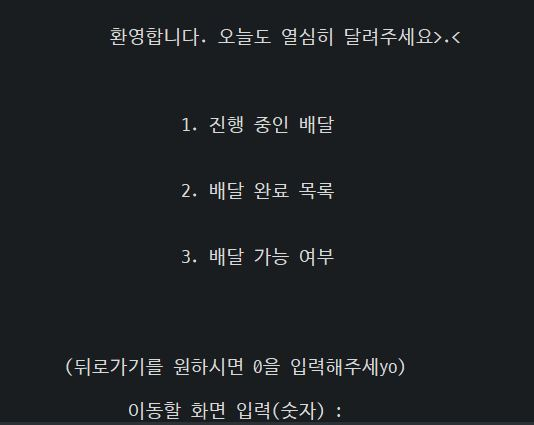 환영합니다. 오늘도 열심히 달려주세요>.<
1. 진행 중인 배달
2. 배달 완료 목록
3. 배달 가능 여부
(뒤로가기를 원하시면 0을 입력해주세yo)
이동할 화면 입력(숫자) :